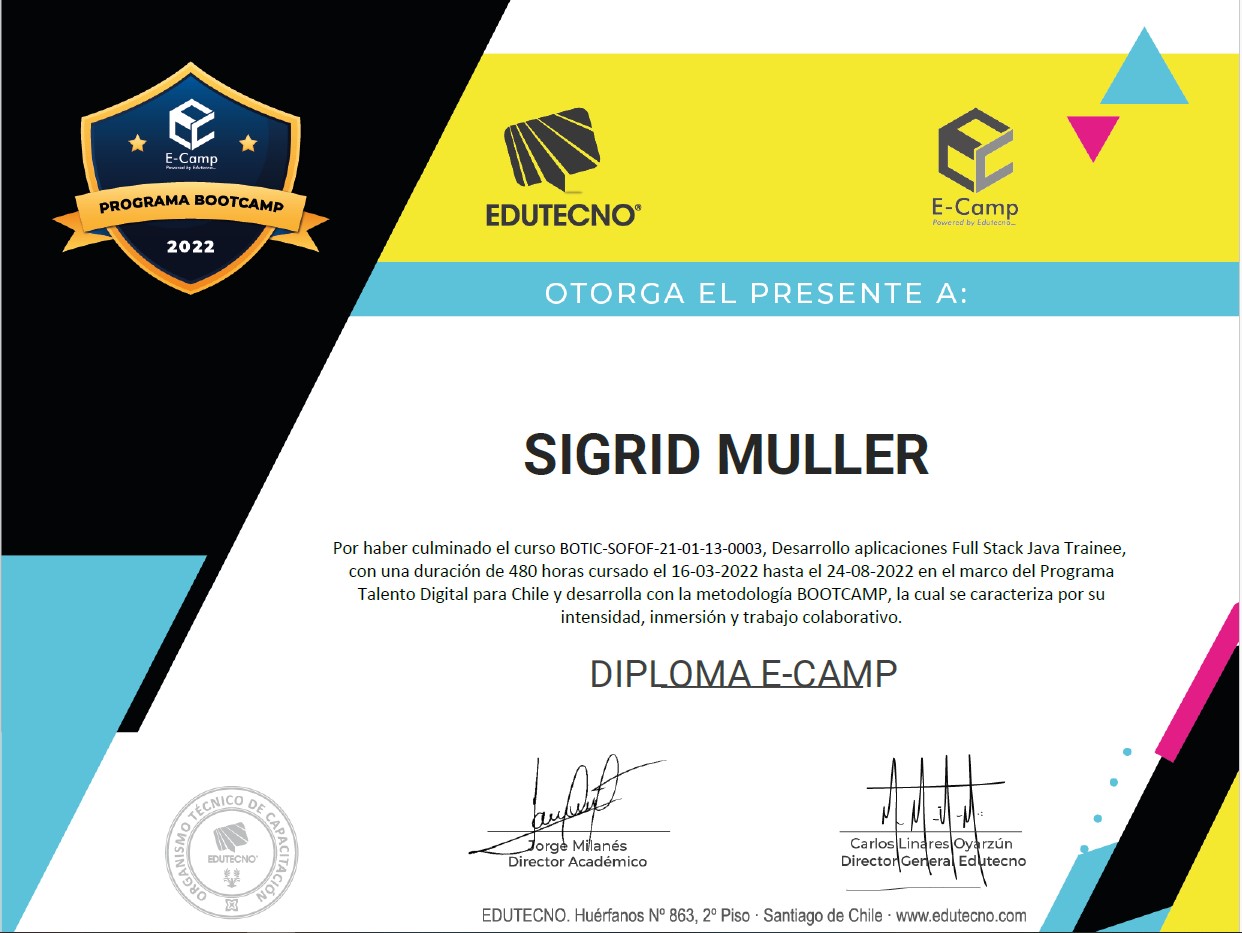 E-Camp
Powered by Edutecno
PROGRAMA BOOTCAMP
2022
EDUTECNO®
E-Camp
Powered by Edutecno
OTORGA EL PRESENTE A:
SIGRID MULLER
Por haber culminado el curso BOTIC-SOFOF-21-01-13-0003, Desarrollo aplicaciones Full Stack Java Trainee,
con una duración de 480 horas cursado el 16-03-2022 hasta el 24-08-2022 en el marco del Programa
Talento Digital para Chile y desarrolla con la metodología BOOTCAMP, la cual se caracteriza por su
intensidad, inmersión y trabajo colaborativo.
DIPLOMA E-CAMP
Jorge Milanés
Director Académico
Carlos Linares Oyarzún
Director General Edutecno
ORGANISMO TÉCNICO DE CAPACITACIÓN
EDUTECNO®
EDUTECNO. Huérfanos Nº 863, 2º Piso · Santiago de Chile · www.edutecno.com